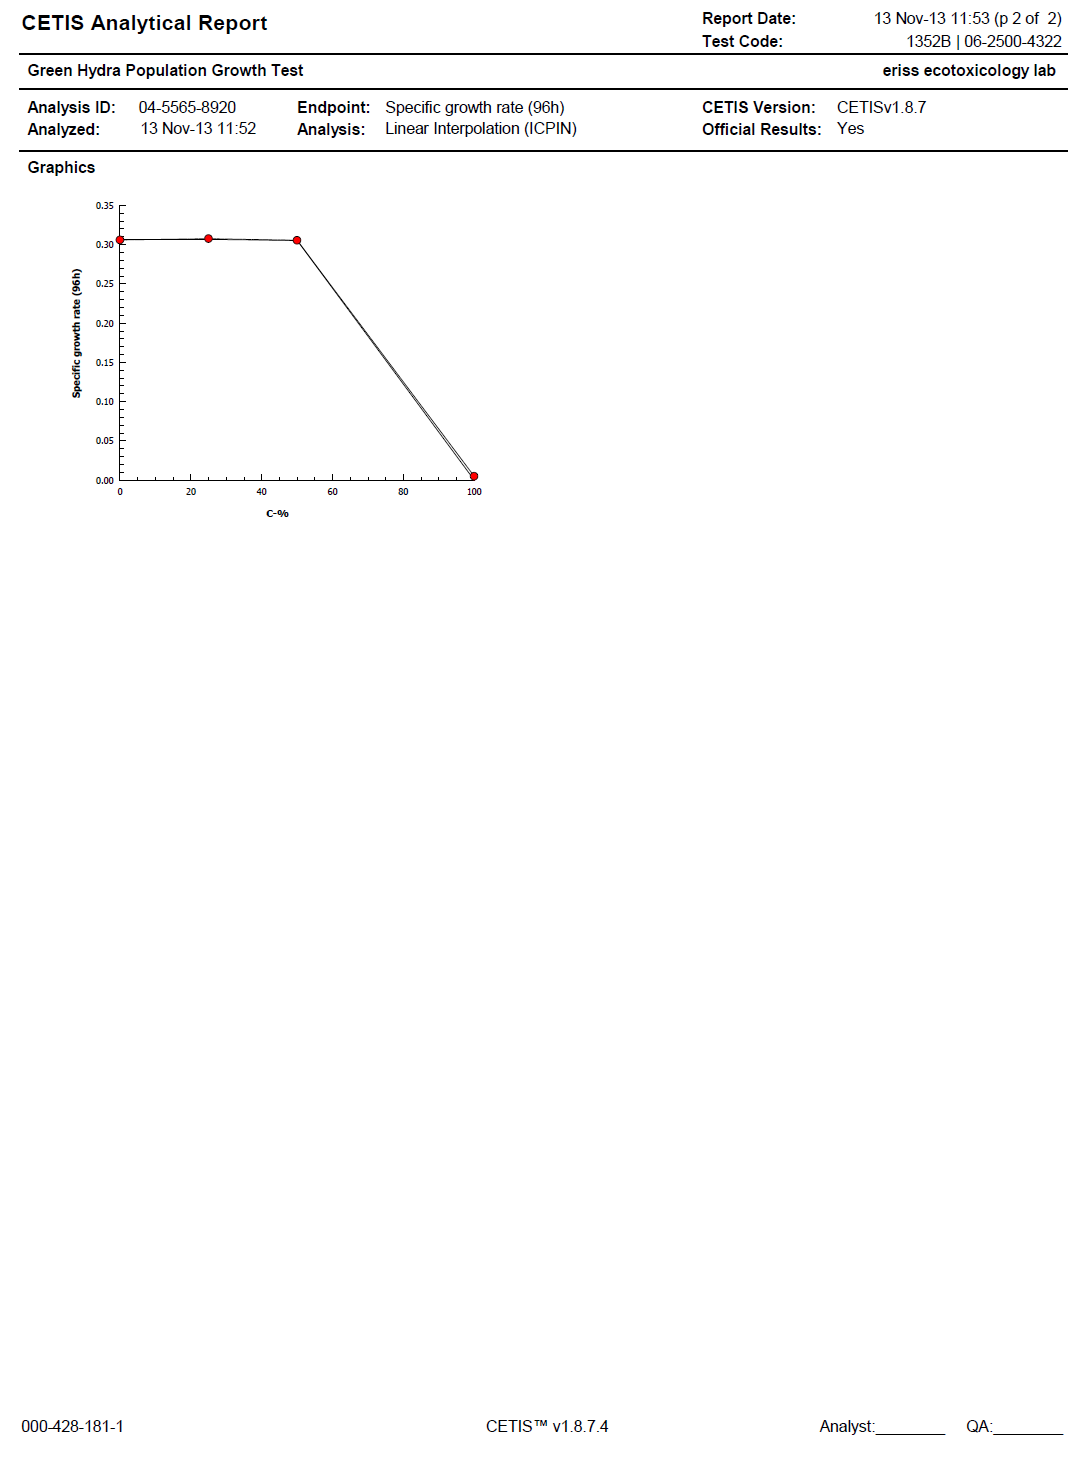 CETIS Analytical Report
Report Date: 13 Nov-13 11:53 (p 2 of 2)
Test Code: 1352B | 06-2500-4322
Green Hydra Population Growth Test eriss ecotoxicology lab
Analysis ID: 04-5565-8920 Endpoint: Specific growth rate (96h) CETIS Version: CETISv1.8.7
Analyzed: 13 Nov-13 11:52 Analysis: Linear Interpolation (ICPIN) Official Results: Yes
Graphics
Specific growth rate (96h)
0.35
0.30
0.25
0.20
0.15
0.10
0.05
0.00
0 20 40 60 80 100
C-%
000-428-181-1 CETIS™ v1.8.7.4 Analyst:________ QA:________